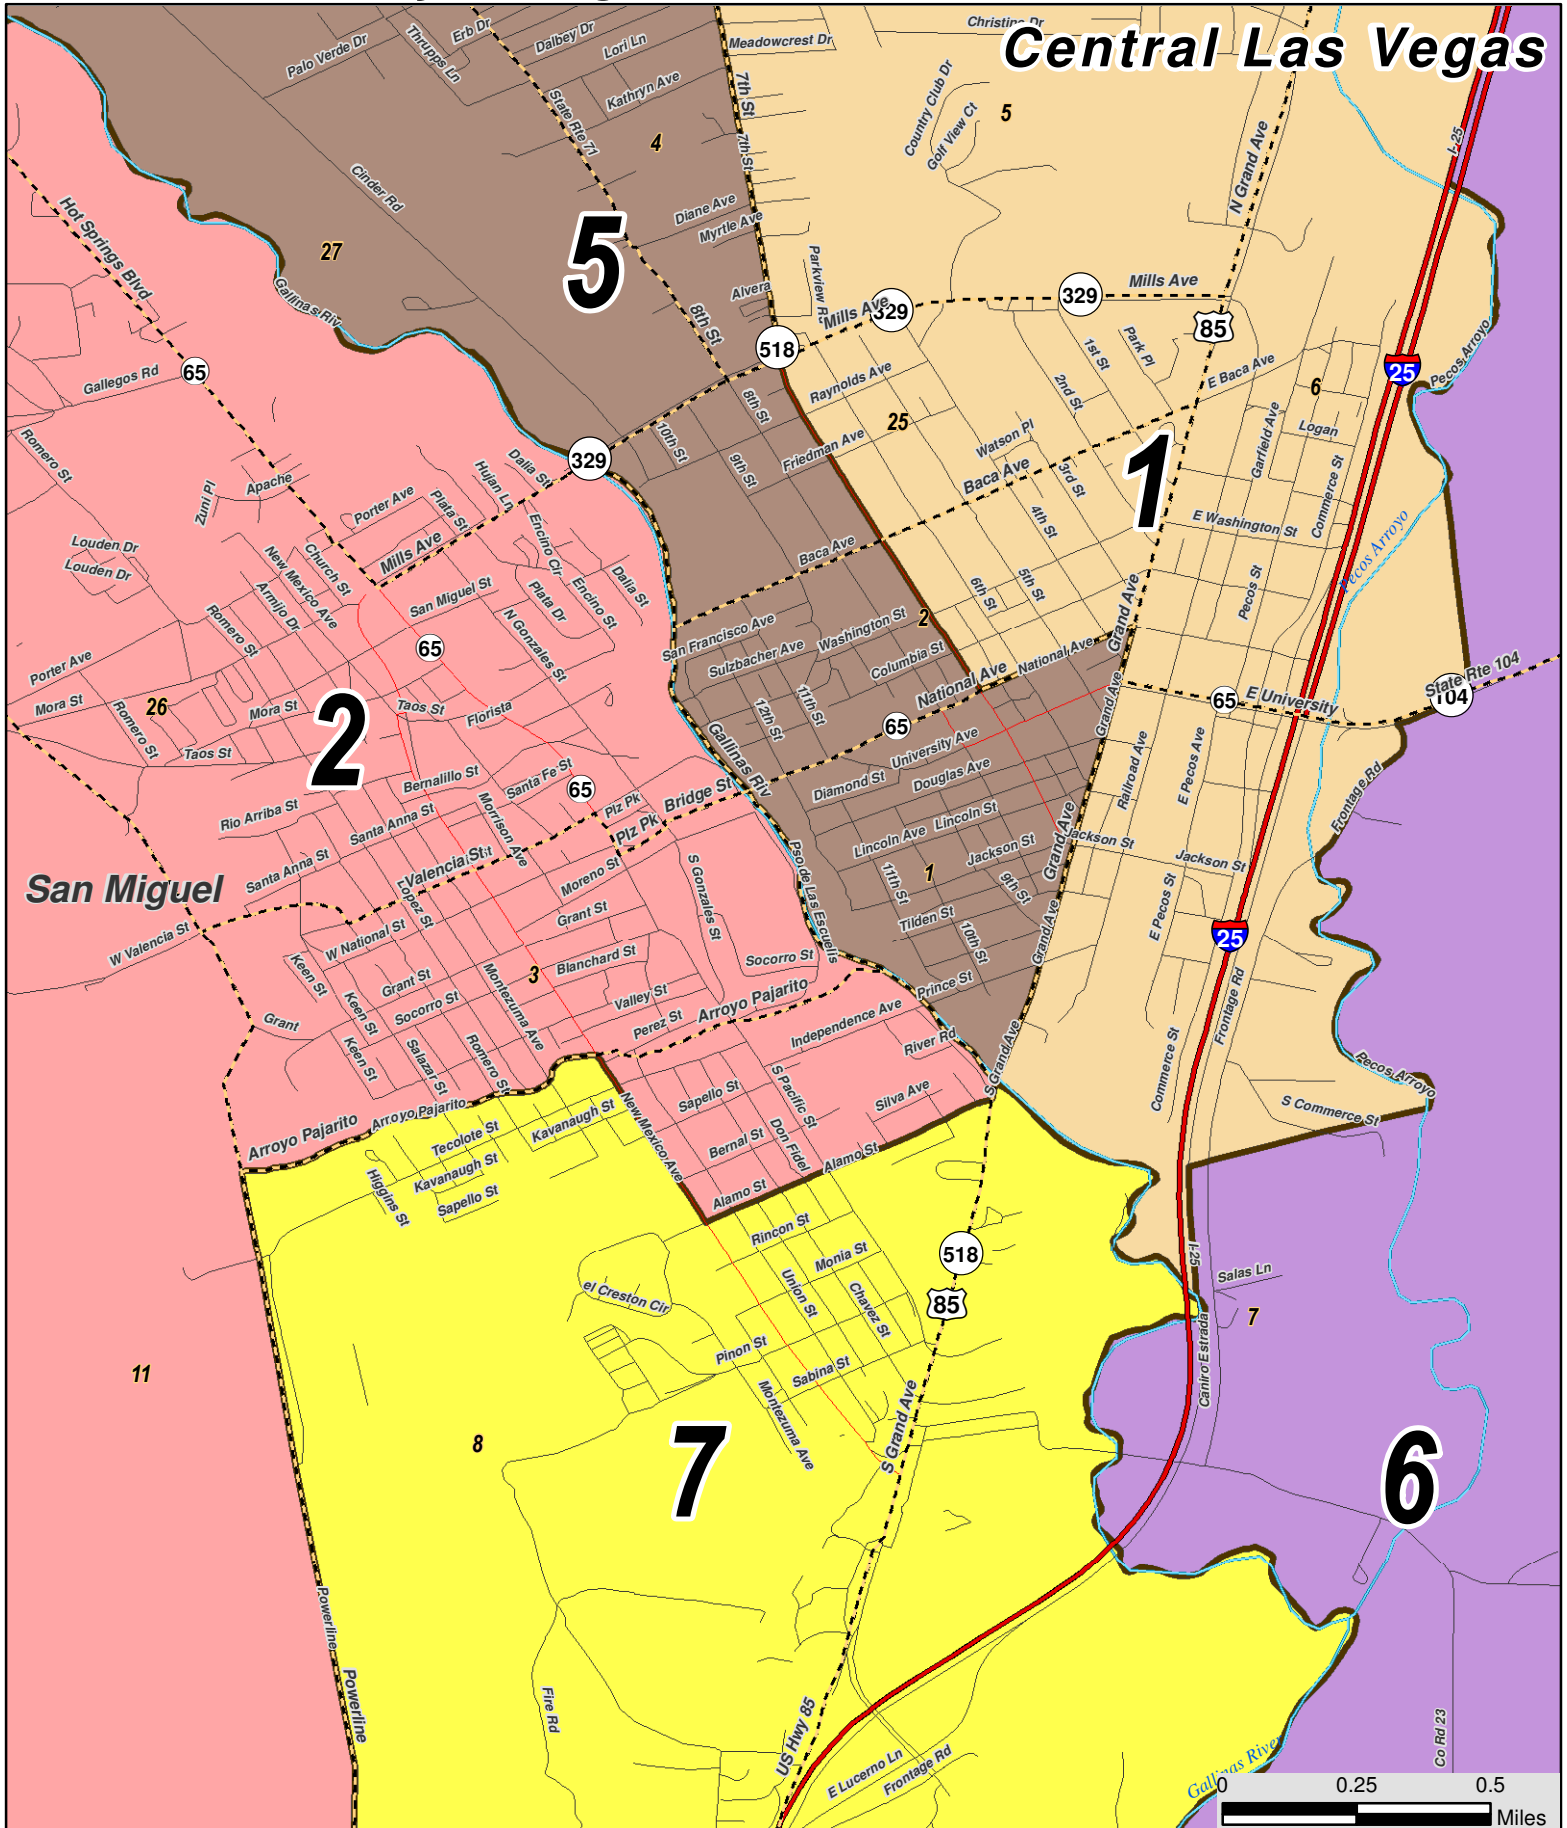 Central Las Vegas
Christine Dr
Erb Dr
Dalbey Dr
Lori Ln
Thrupps Ln
Palo Verde Dr
Kathryn Ave
State Rte 71
Meadowcrest Dr
7th St
7th St
Country Club Dr
Golf View Ct
5
4
N Grand Ave
I-25
Cinder Rd
Diane Ave
Myrtle Ave
Hot Springs Blvd
27
5
Gallinas Riv
Alvera
Parkview Rd
Mills Ave
329
329
Mills Ave
8th St
85
518
65
Gallegos Rd
Raynolds Ave
1st St
Park Pl
2nd St
E Baca Ave
25
Pecos Arroyo
6
25
8th St
10th St
9th St
Friedman Ave
Watson Pl
Baca Ave
3rd St
1
Garfield Ave
Logan
Commerce St
329
Romero St
Zuni Pl
Apache
Porter Ave
Plata St
Hujan Ln
Dalia St
4th St
E Washington St
Pecos Arroyo
Louden Dr
Louden Dr
New Mexico Ave
Church St
Mills Ave
Encino Cir
Baca Ave
5th St
6th St
Pecos St
Armijo Dr
Romero St
San Miguel St
Plata Dr
Encino St
Dalia St
N Gonzales St
San Francisco Ave
Sulzbacher Ave
Washington St
2
Columbia St
Grand Ave
65
Porter Ave
Mora St
26
Romero St
Mora St
Taos St
Florista
Taos St
2
National Ave
National Ave
11th St
12th St
65
Grand Ave
65
E University
State Rte 104
104
Gallinas Riv
University Ave
Douglas Ave
Diamond St
Railroad Ave
E Pecos Ave
Frontage Rd
Bernalillo St
Santa Fe St
65
Plz Pk
Bridge St
Plz Pk
Rio Arriba St
Santa Anna St
Morrison Ave
Lincoln Ave
Lincoln St
Jackson St
Jackson St
Jackson St
Grand Ave
Santa Anna St
Valencia St
Moreno St
S Gonzales St
Pso de Las Escuelis
11th St
1
9th St
San Miguel
Lopez St
Grant St
Tilden St
10th St
E Pecos St
W Valencia St
W National St
Keen St
Grant St
Montezuma Ave
3
Blanchard St
Socorro St
Grand Ave
25
Prince St
Keen St
Socorro St
Valley St
Arroyo Pajarito
Perez St
Independence Ave
River Rd
Frontage Rd
Grant
Keen St
Salazar St
Romero St
S Pacific St
Sapello St
Silva Ave
S Grand Ave
Commerce St
Pecos Arroyo
S Commerce St
Arroyo Pajarito
Arroyo Pajarito
Tecolote St
Kavanaugh St
New Mexico Ave
Bernal St
Don Fidel
Alamo St
Kavanaugh St
Higgins St
Sapello St
Alamo St
Rincon St
518
I-25
Monia St
Salas Ln
el Creston Cir
Union St
Chavez St
85
7
Pinon St
Caniro Estrada
11
Sabina St
Montezuma Ave
S Grand Ave
8
7
6
Powerline
Powerline
Fire Rd
US Hwy 85
E Lucerno Ln
Frontage Rd
Gallinas River
Co Rd 23
0 0.25 0.5
Miles